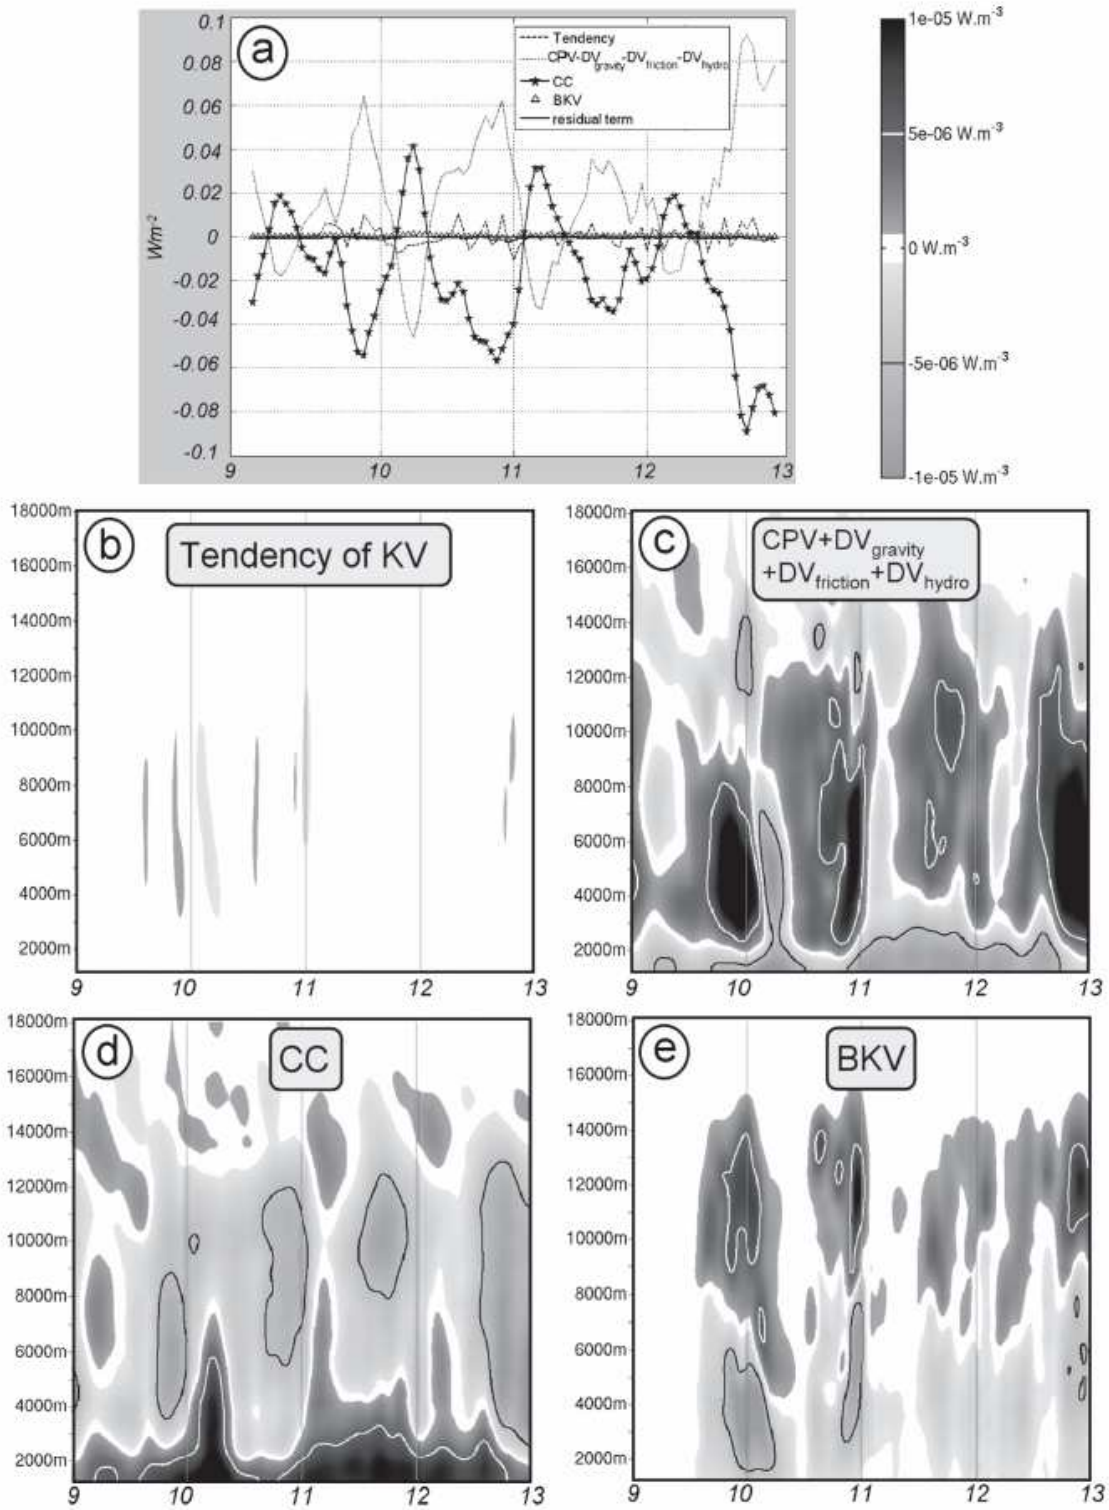 a
0.1
0.08
0.06
0.04
0.02
0
-0.02
-0.04
-0.06
-0.08
-0.1
Wm-2
9 10 11 12 13
Tendency
CPV-DVgravity-DVfriction-DVhydro
CC
BKV
residual term
1e-05 W.m-3
5e-06 W.m-3
0 W.m-3
-5e-06 W.m-3
-1e-05 W.m-3
b
Tendency of KV
18000m
16000m
14000m
12000m
10000m
8000m
6000m
4000m
2000m
9 10 11 12 13
c
CPV+DVgravity
+DVfriction+DVhydro
18000m
16000m
14000m
12000m
10000m
8000m
6000m
4000m
2000m
9 10 11 12 13
d
CC
18000m
16000m
14000m
12000m
10000m
8000m
6000m
4000m
2000m
9 10 11 12 13
e
BKV
18000m
16000m
14000m
12000m
10000m
8000m
6000m
4000m
2000m
9 10 11 12 13